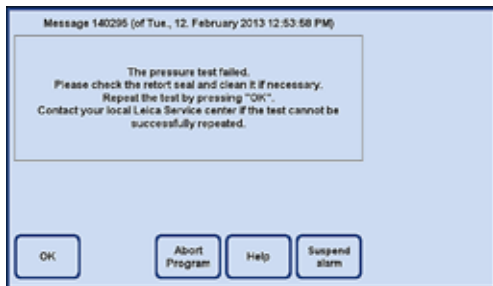 Message 140295 (of Tue., 12. February 2013 12:53:58 PM)
The pressure test failed.
Please check the retort seal and clean it if necessary.
Repeat the test by pressing "OK".
Contact your local Leica Service center if the test cannot be
successfully repeated.
OK
Abort
Program
Help
Suspend
alarm